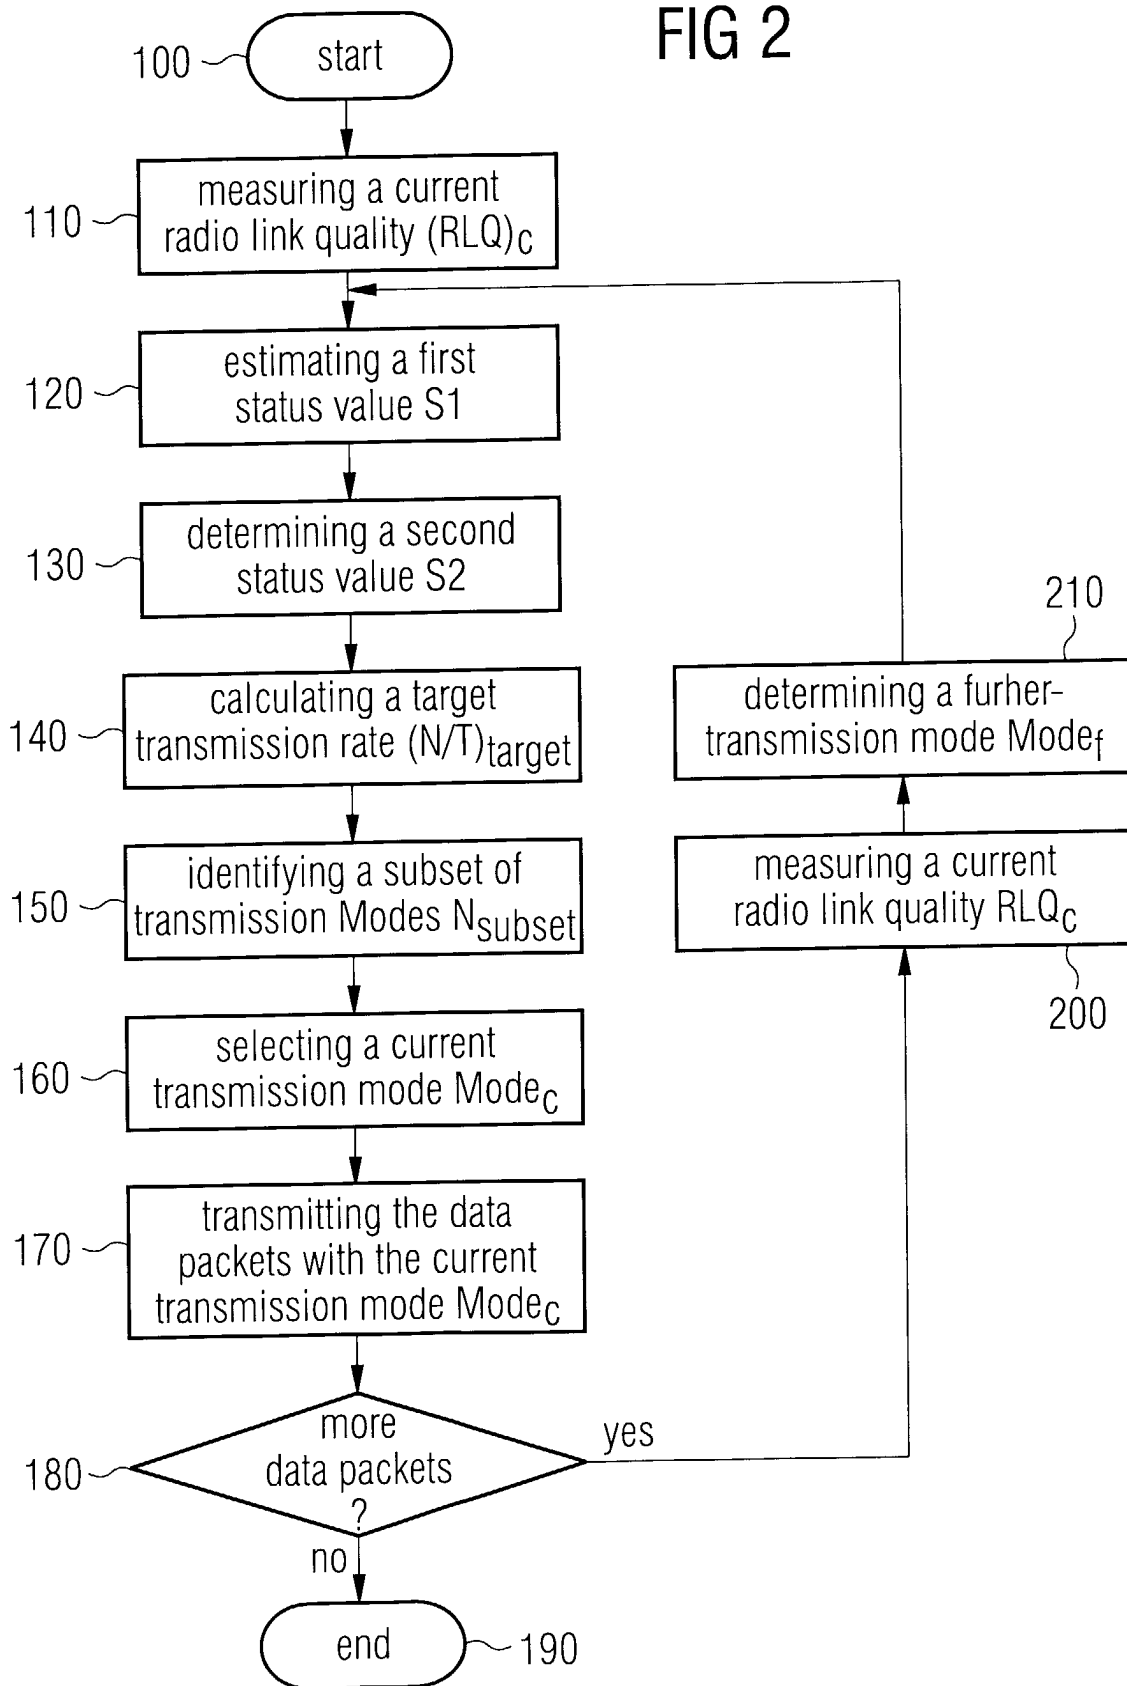 FIG 2
100
start
110
measuring a current
radio link quality (RLQ)c
120
estimating a first
status value S1
130
determining a second
status value S2
140
calculating a target
transmission rate (N/T)target
150
identifying a subset of
transmission Modes Nsubset
160
selecting a current
transmission mode Modec
170
transmitting the data
packets with the current
transmission mode Modec
180
more
data packets
?
yes
no
end
190
210
determining a furher-
transmission mode Modef
measuring a current
radio link quality RLQc
200